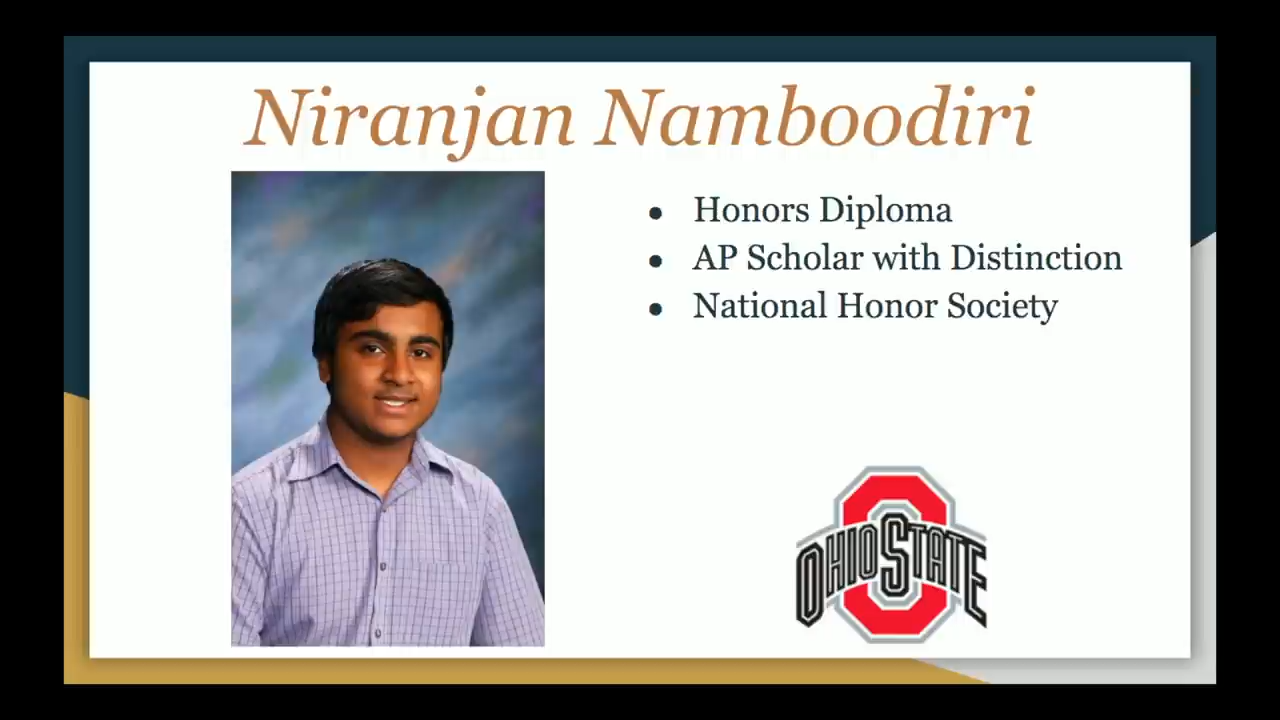 Niranjan Namboodiri
● Honors Diploma
● AP Scholar with Distinction
● National Honor Society
OHIO STATE